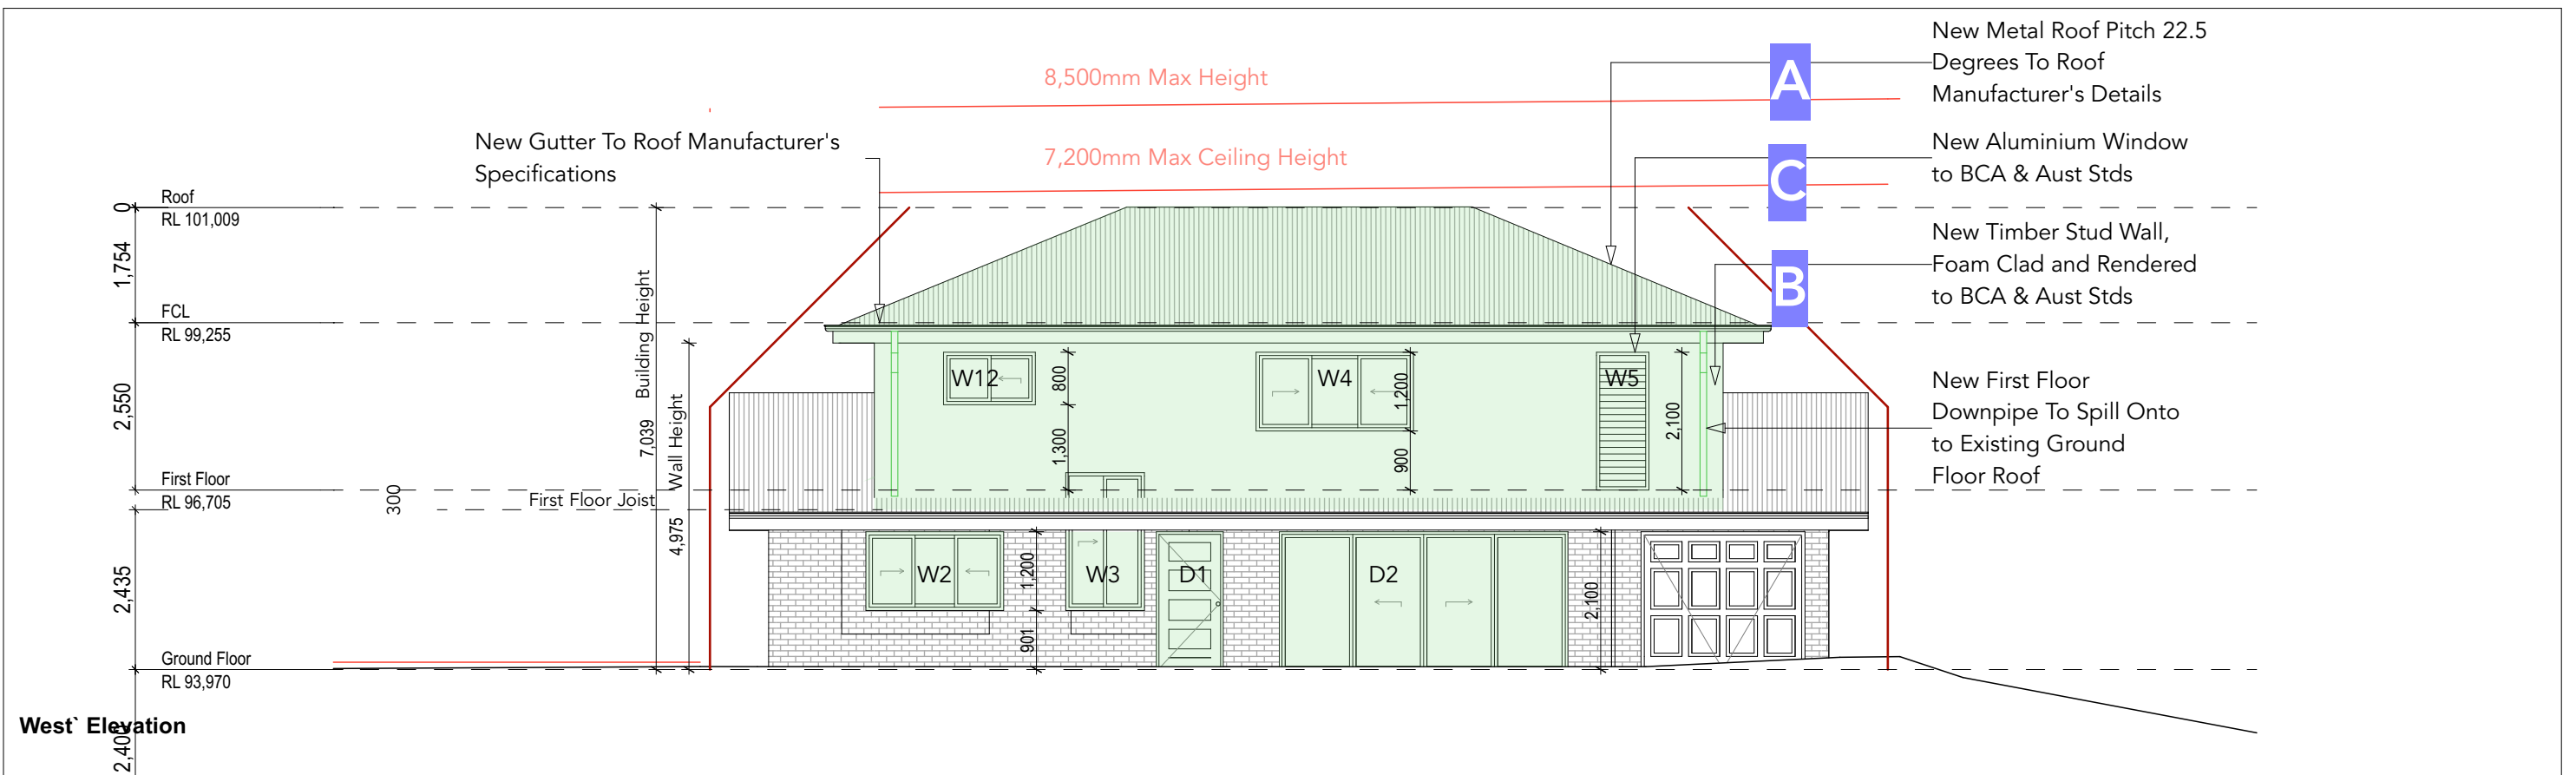 New Metal Roof Pitch 22.5
Degrees To Roof
Manufacturer's Details
A
8,500mm Max Height
New Gutter To Roof Manufacturer's
Specifications
7,200mm Max Ceiling Height
New Aluminium Window
to BCA & Aust Stds
C
Roof
RL 101,009
0
1,754
New Timber Stud Wall,
Foam Clad and Rendered
to BCA & Aust Stds
B
FCL
RL 99,255
2,550
7,039 Building Height
4,975 Wall Height
W12
800
1,300
W4
1,200
900
W5
2,100
New First Floor
Downpipe To Spill Onto
to Existing Ground
Floor Roof
First Floor
RL 96,705
300
First Floor Joist
2,435
W2
1,200
901
W3
D1
D2
2,100
Ground Floor
RL 93,970
West` Elevation
2,400